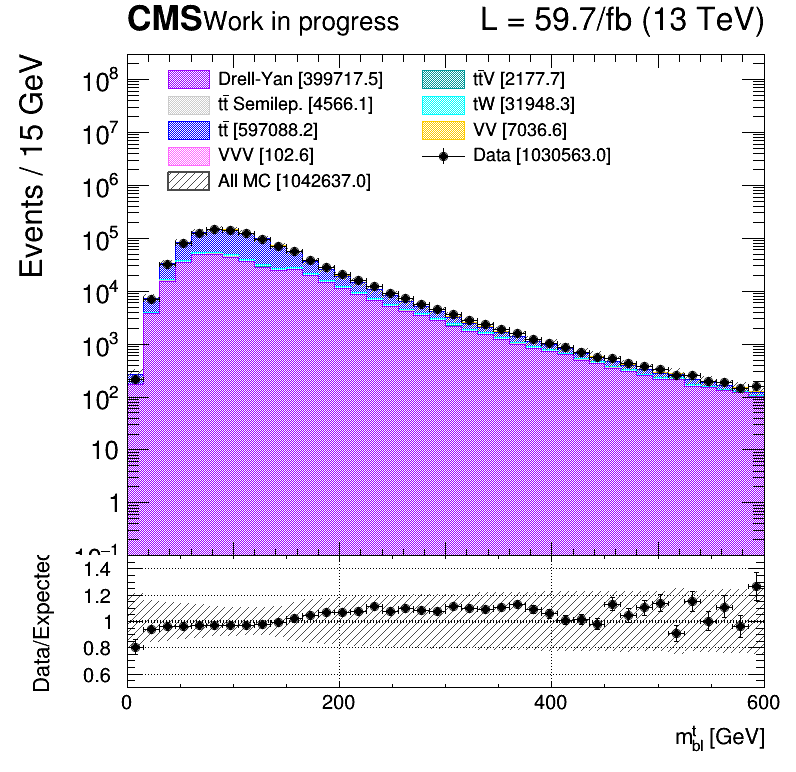 CMS Work in progress L = 59.7/fb (13 TeV)
Events / 15 GeV
10⁸
10⁷
10⁶
10⁵
10⁴
10³
10²
10
1
10⁻¹
Drell-Yan [399717.5]
tt̄ Semilep. [4566.1]
tt̄ [597088.2]
VVV [102.6]
All MC [1042637.0]
tt̄V [2177.7]
tW [31948.3]
VV [7036.6]
Data [1030563.0]
Data/Expected
1.4
1.2
1
0.8
0.6
0 200 400 600
m^t_bl [GeV]